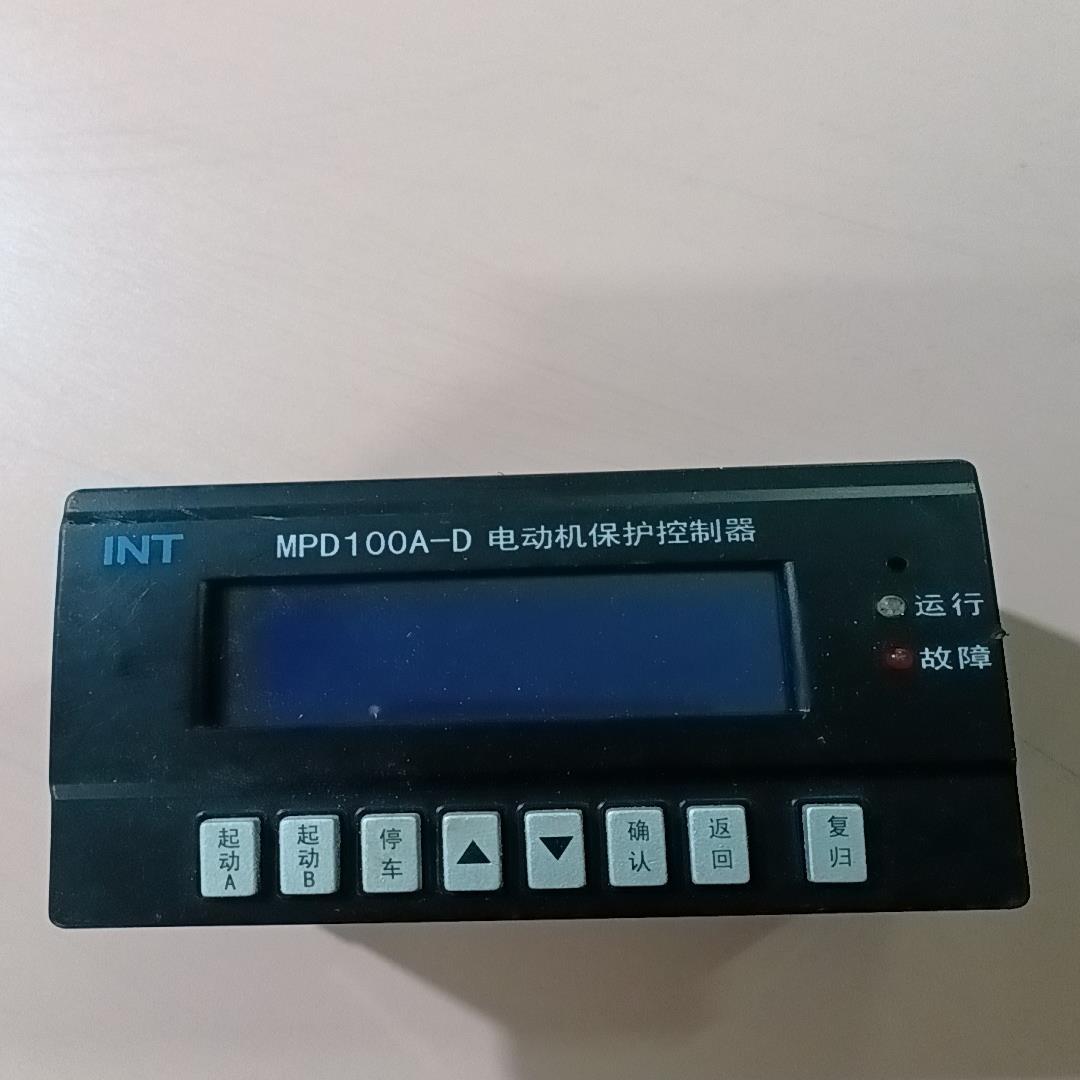 INT
MPD100A-D 电动机保护控制器
运行
故障
起动A
起动B
停车
▲
▼
确认
返回
复归